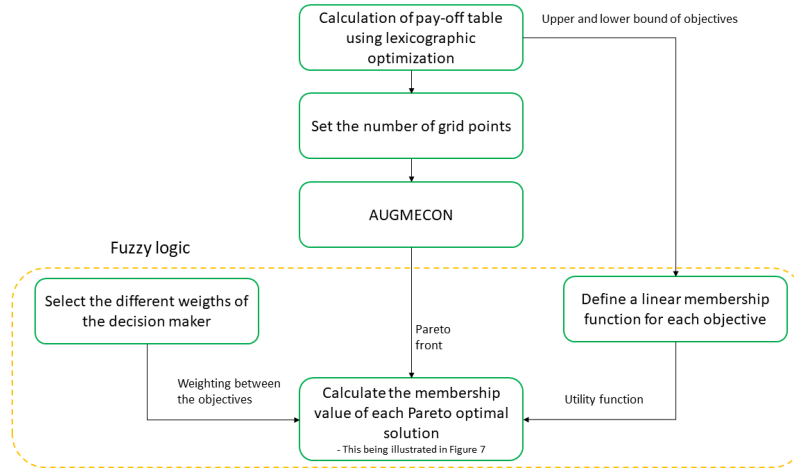 Calculation of pay-off table
using lexicographic
optimization
Upper and lower bound of objectives
Set the number of grid points
AUGMECON
Fuzzy logic
Select the different weigths of
the decision maker
Define a linear membership
function for each objective
Pareto
front
Weighting between
the objectives
Calculate the membership
value of each Pareto optimal
solution
- This being illustrated in Figure 7
Utility function